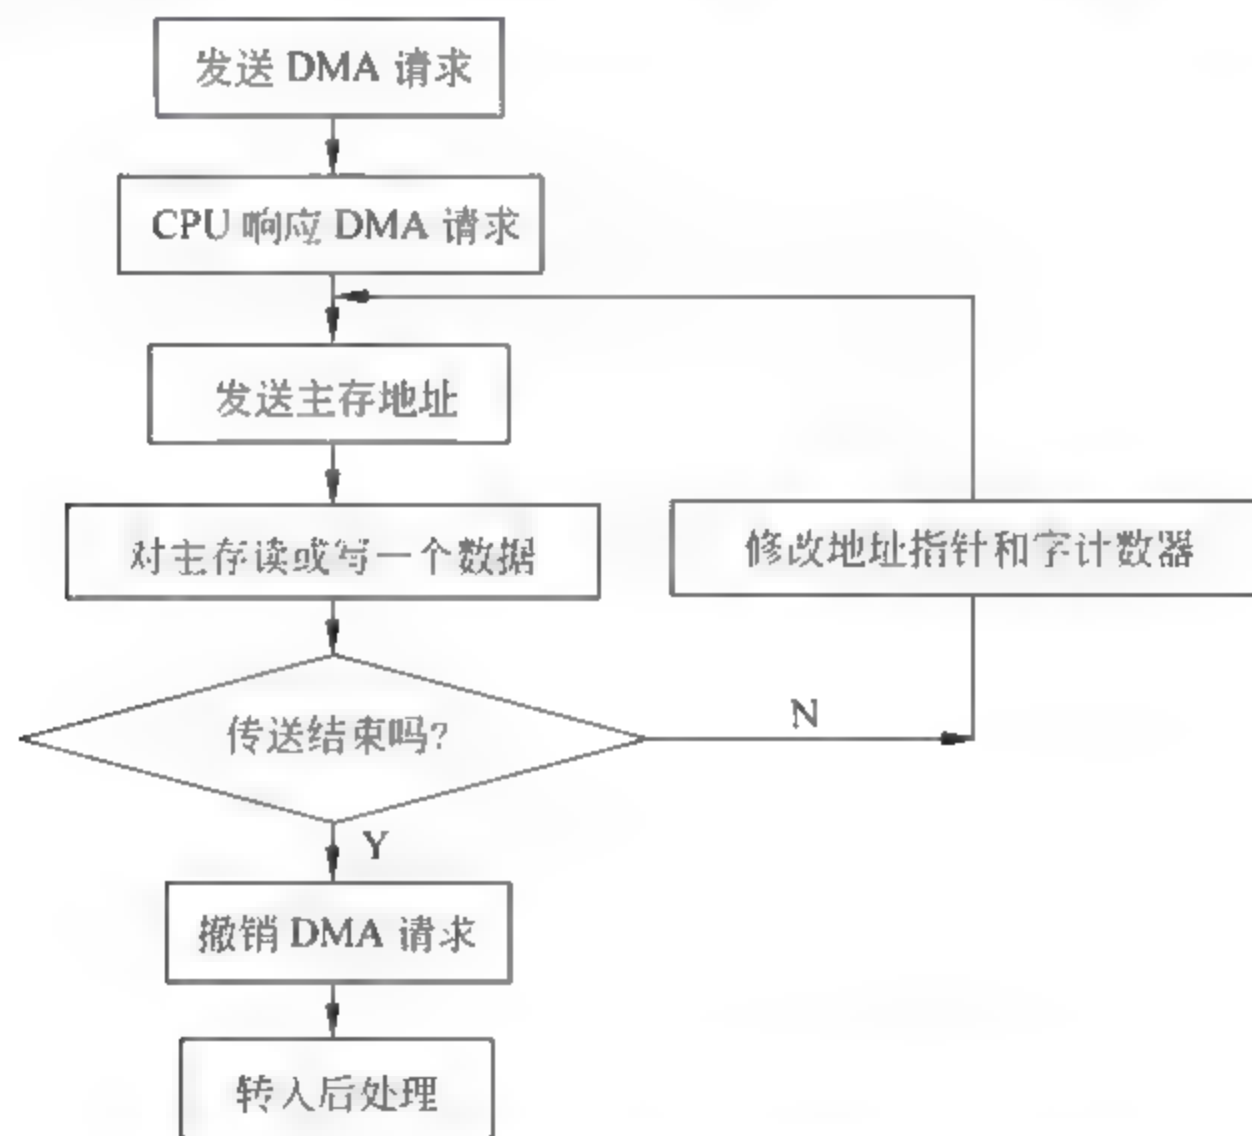 发送 DMA 请求
CPU 响应 DMA 请求
发送主存地址
对主存读或写一个数据
修改地址指针和字计数器
传送结束吗?
N
Y
撤销 DMA 请求
转入后处理